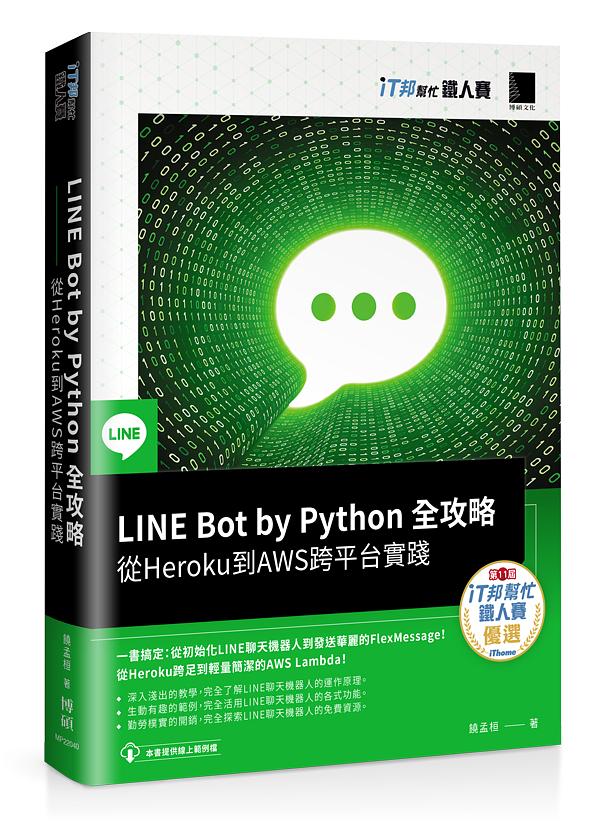 iT邦幫忙 鐵人賽
博碩文化
LINE
LINE Bot by Python 全攻略
從Heroku到AWS跨平台實踐
第11屆
iT邦幫忙
鐵人賽
優選
iThome
一書搞定：從初始化LINE聊天機器人到發送華麗的FlexMessage！
從Heroku跨足到輕量簡潔的AWS Lambda！
深入淺出的教學，完全了解LINE聊天機器人的運作原理。
生動有趣的範例，完全活用LINE聊天機器人的各式功能。
勤勞樸實的開銷，完全探索LINE聊天機器人的免費資源。
本書提供線上範例檔
饒孟桓 著
iT邦幫忙
鐵人賽
LINE Bot by Python 全攻略
從Heroku到AWS跨平台實踐
饒孟桓 著
博碩
MP22040